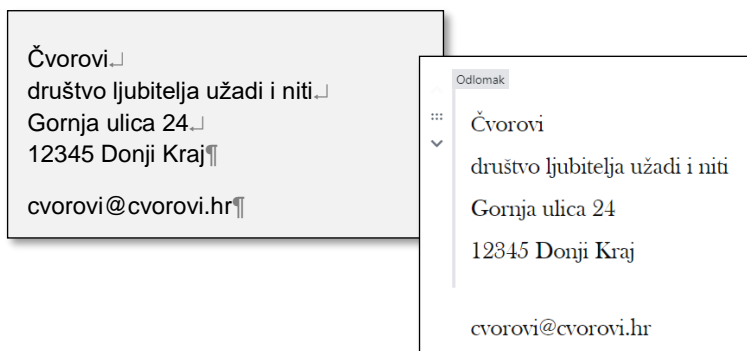 Čvorovi↵
društvo ljubitelja užadi i niti↵
Gornja ulica 24↵
12345 Donji Kraj¶
cvorovi@cvorovi.hr¶
Odlomak
Čvorovi
društvo ljubitelja užadi i niti
Gornja ulica 24
12345 Donji Kraj
cvorovi@cvorovi.hr